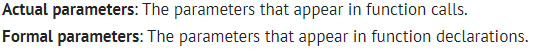 Actual parameters: The parameters that appear in function calls.
Formal parameters: The parameters that appear in function declarations.